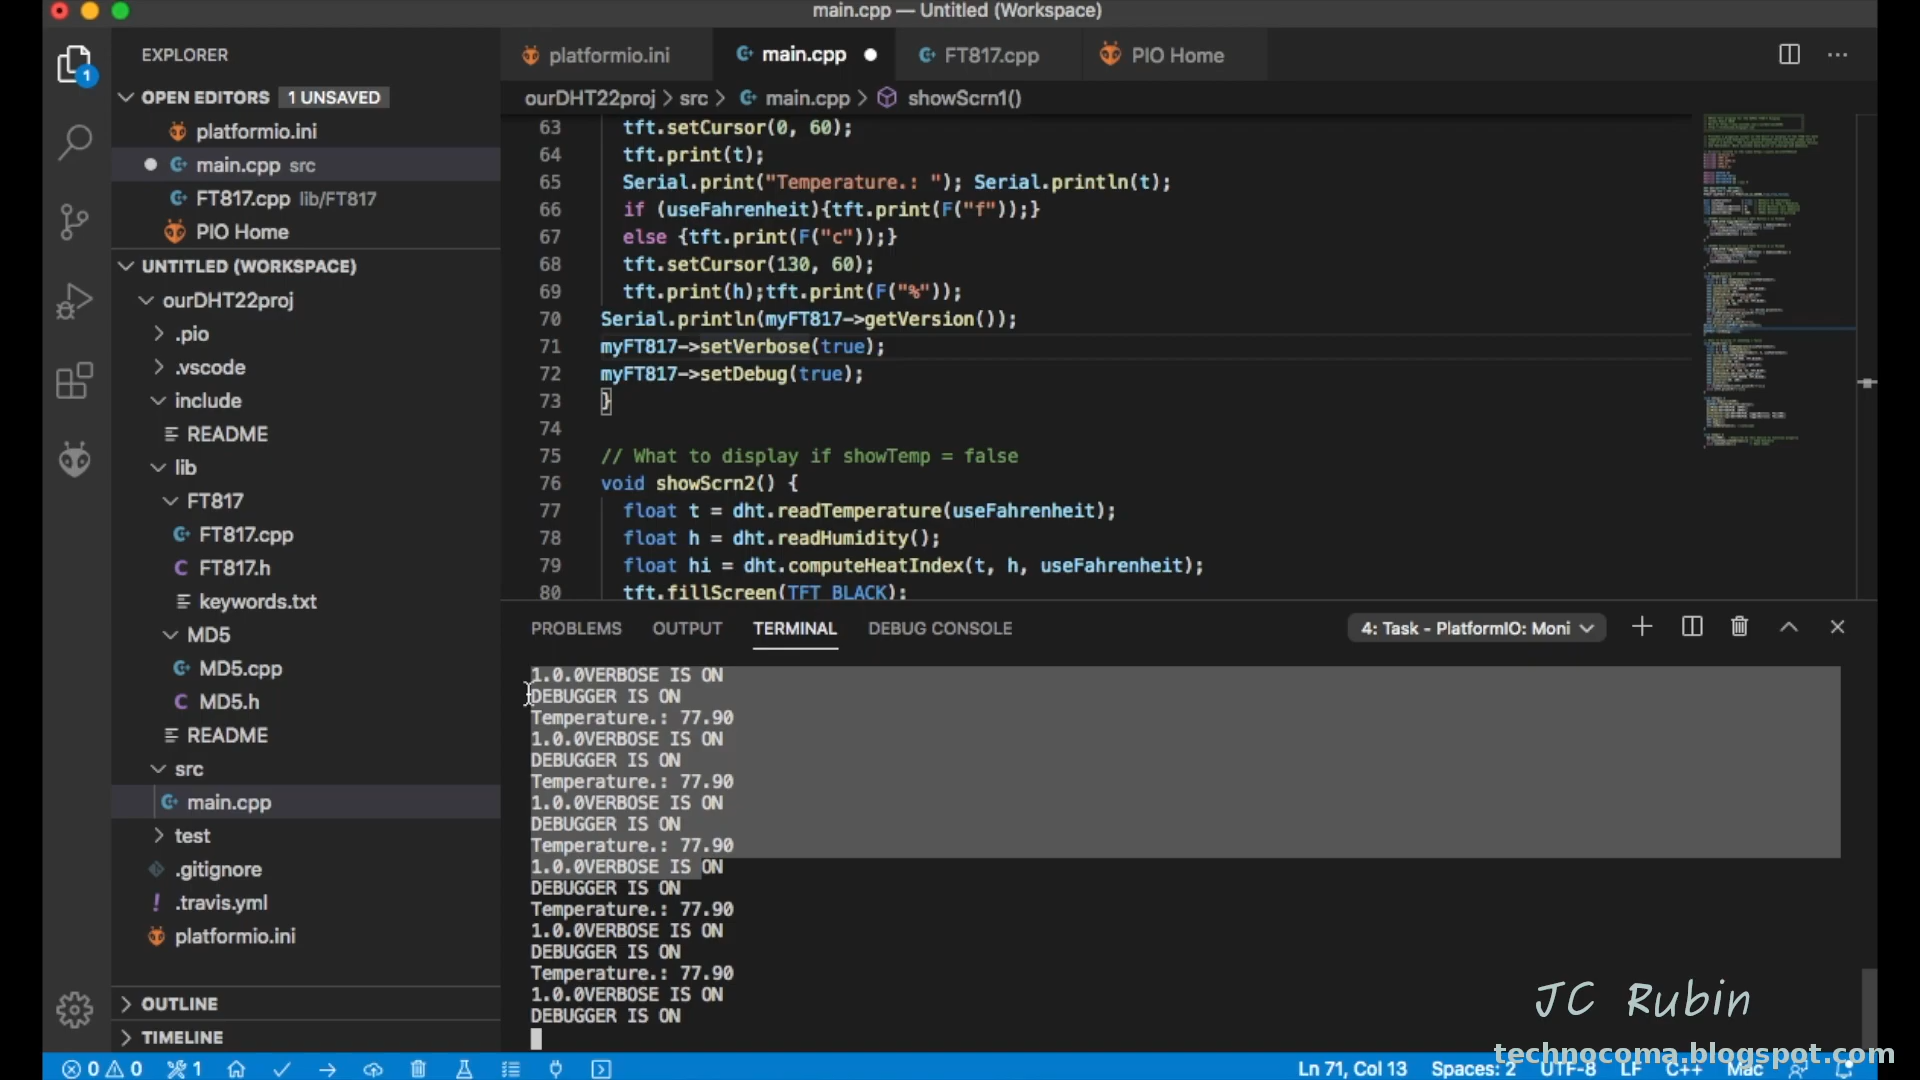 main.cpp — Untitled (Workspace)
EXPLORER
OPEN EDITORS 1 UNSAVED
platformio.ini
main.cpp src
FT817.cpp lib/FT817
PIO Home
UNTITLED (WORKSPACE)
ourDHT22proj
.pio
.vscode
include
README
lib
FT817
FT817.cpp
FT817.h
keywords.txt
MD5
MD5.cpp
MD5.h
README
src
main.cpp
test
.gitignore
.travis.yml
platformio.ini
OUTLINE
TIMELINE
1
platformio.ini main.cpp FT817.cpp PIO Home
ourDHT22proj > src > main.cpp > showScrn1()
63 tft.setCursor(0, 60);
64 tft.print(t);
65 Serial.print("Temperature.: "); Serial.println(t);
66 if (useFahrenheit){tft.print(F("f"));}
67 else {tft.print(F("c"));}
68 tft.setCursor(130, 60);
69 tft.print(h);tft.print(F("%"));
70 Serial.println(myFT817->getVersion());
71 myFT817->setVerbose(true);
72 myFT817->setDebug(true);
73 }
74
75 // What to display if showTemp = false
76 void showScrn2() {
77 float t = dht.readTemperature(useFahrenheit);
78 float h = dht.readHumidity();
79 float hi = dht.computeHeatIndex(t, h, useFahrenheit);
80 tft.fillScreen(TFT_BLACK);
PROBLEMS OUTPUT TERMINAL DEBUG CONSOLE 4: Task - PlatformIO: Moni
1.0.0VERBOSE IS ON
DEBUGGER IS ON
Temperature.: 77.90
1.0.0VERBOSE IS ON
DEBUGGER IS ON
Temperature.: 77.90
1.0.0VERBOSE IS ON
DEBUGGER IS ON
Temperature.: 77.90
1.0.0VERBOSE IS ON
DEBUGGER IS ON
Temperature.: 77.90
1.0.0VERBOSE IS ON
DEBUGGER IS ON
Temperature.: 77.90
1.0.0VERBOSE IS ON
DEBUGGER IS ON
JC Rubin
technocoma.blogspot.com
0 0 1 Ln 71, Col 13 Spaces: 2 UTF-8 LF C++ Mac